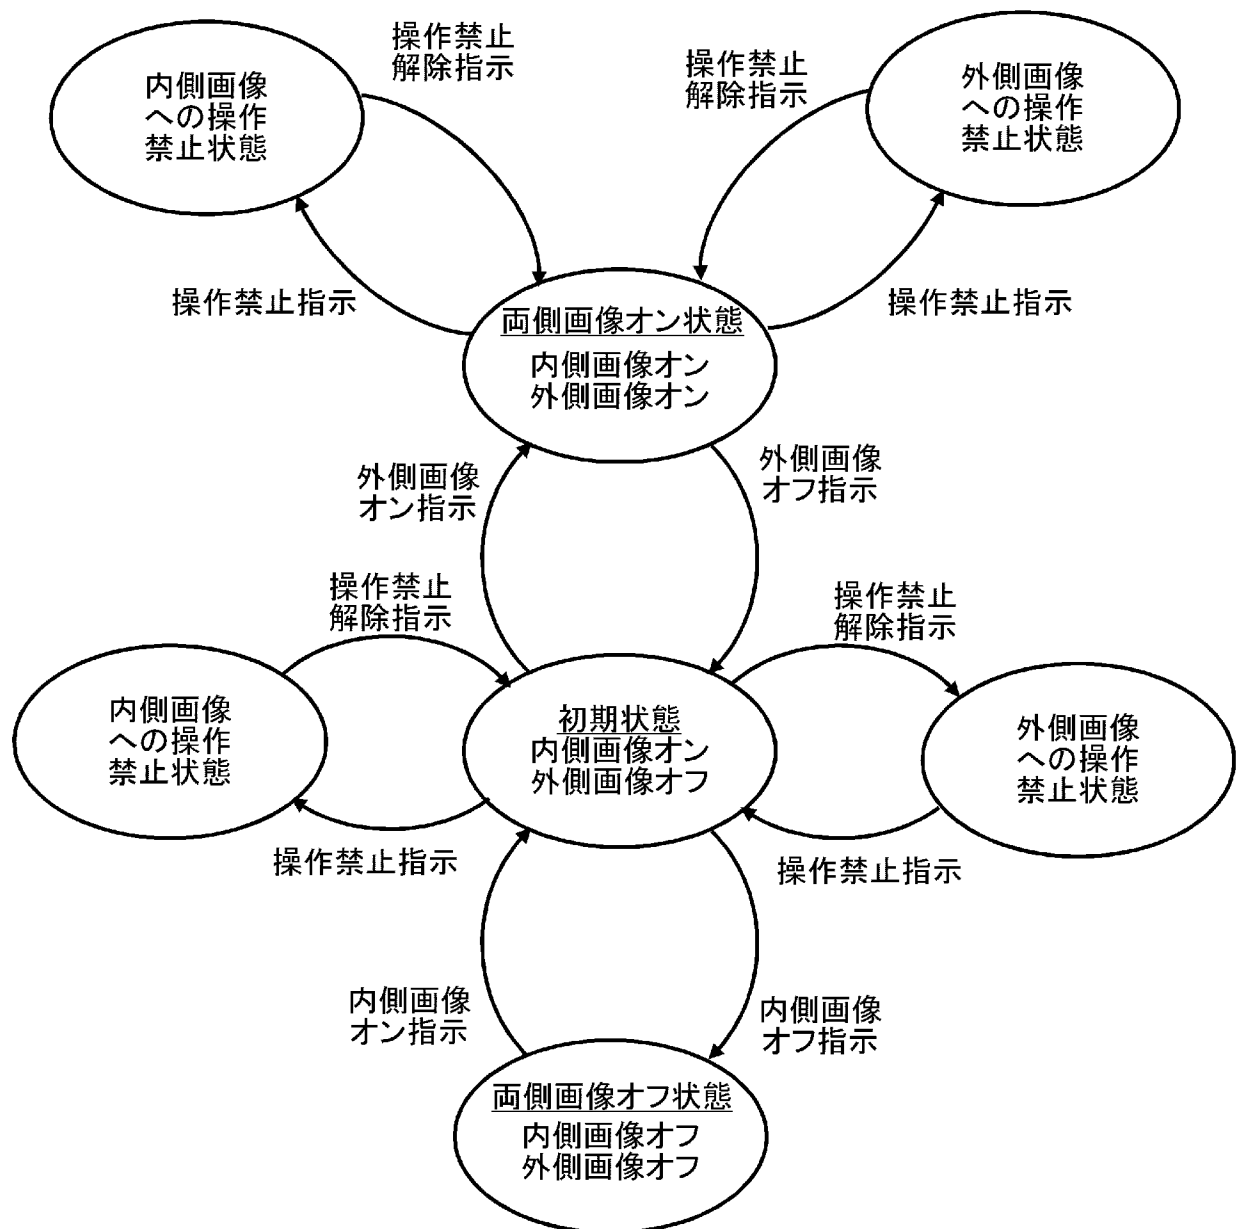 内側画像
への操作
禁止状態
操作禁止
解除指示
操作禁止
解除指示
外側画像
への操作
禁止状態
操作禁止指示
操作禁止指示
両側画像オン状態
内側画像オン
外側画像オン
外側画像
オン指示
外側画像
オフ指示
操作禁止
解除指示
操作禁止
解除指示
内側画像
への操作
禁止状態
初期状態
内側画像オン
外側画像オフ
外側画像
への操作
禁止状態
操作禁止指示
操作禁止指示
内側画像
オン指示
内側画像
オフ指示
両側画像オフ状態
内側画像オフ
外側画像オフ